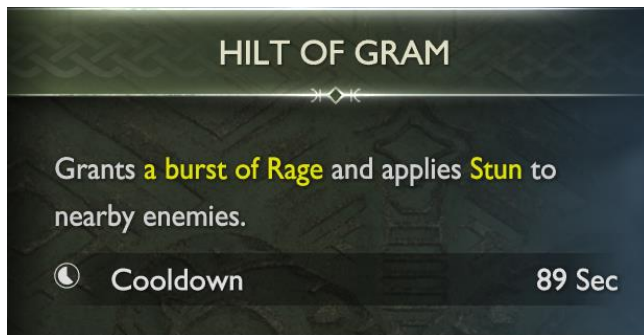 HILT OF GRAM
Grants a burst of Rage and applies Stun to
nearby enemies.
Cooldown 89 Sec